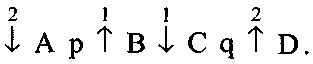 2↓ A p 1↑ B 1↓ C q 2↑ D.